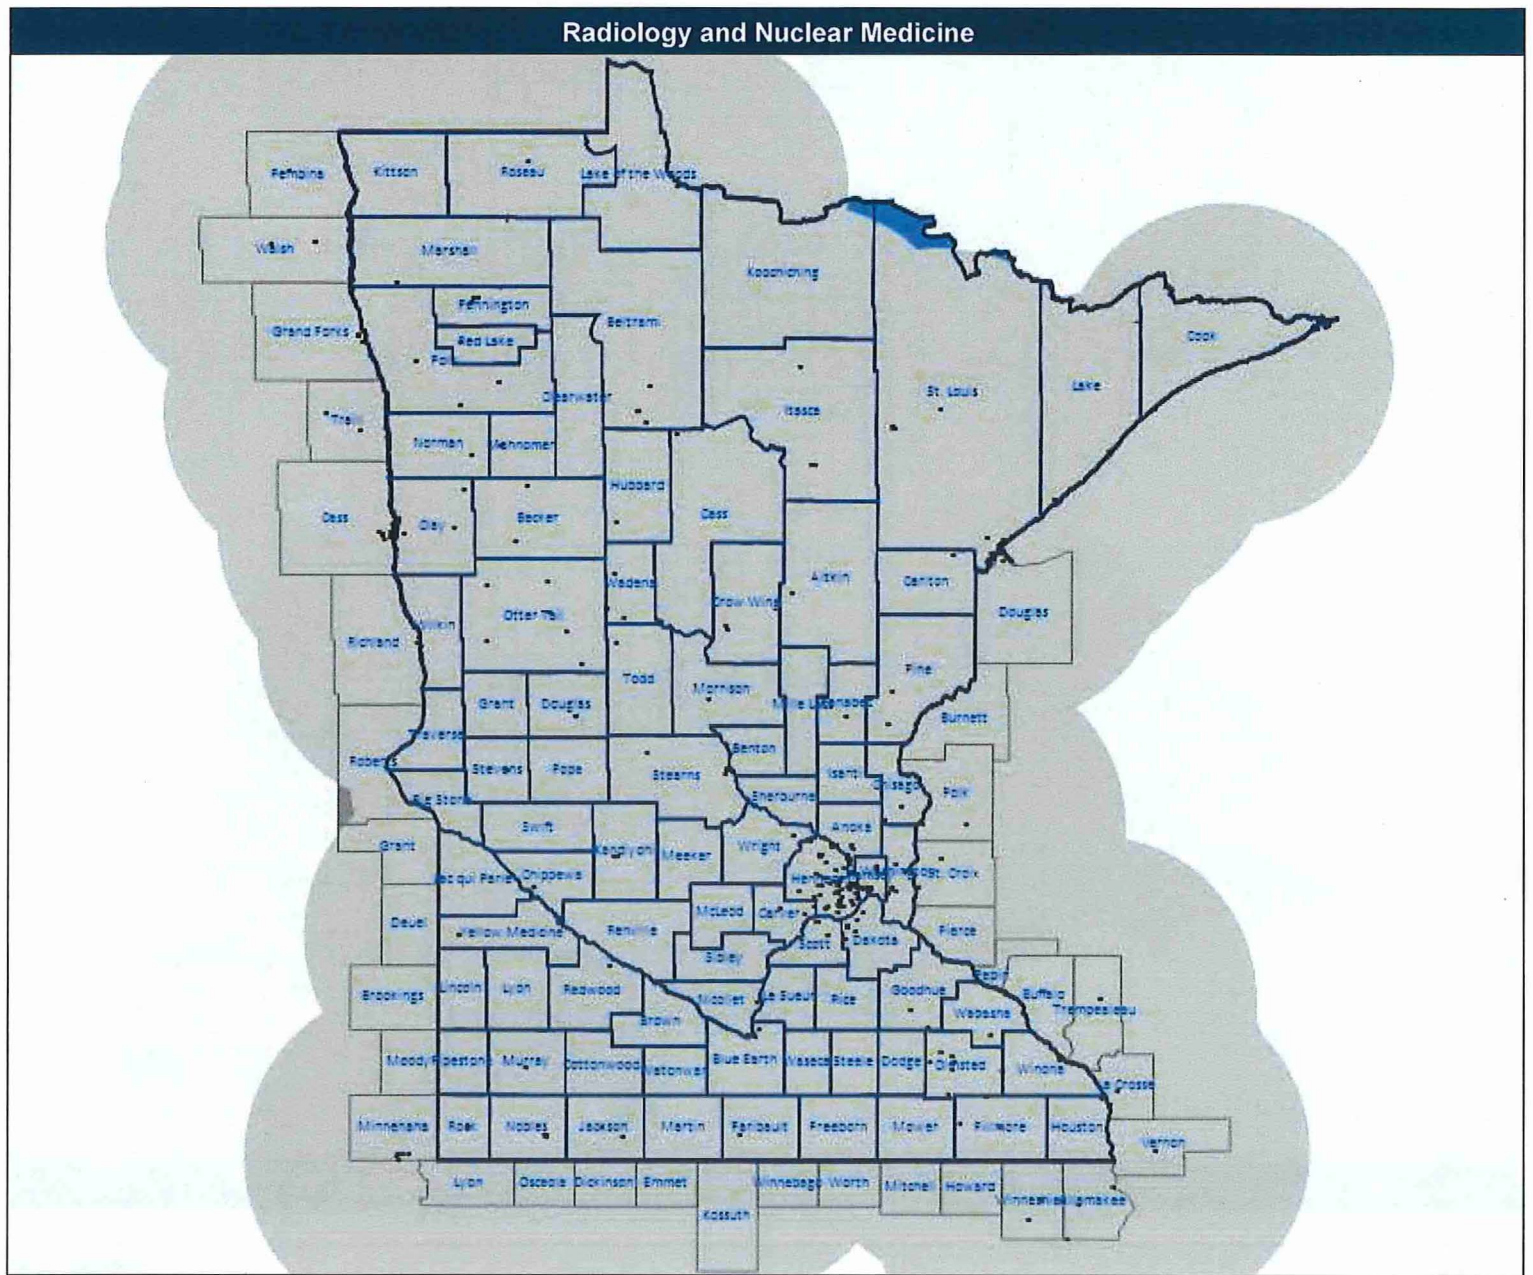 Radiology and Nuclear Medicine
Pembina
Kittson
Roseau
Lake of the Woods
Walsh
Marshall
Koochiching
Pennington
Grand Forks
Beltrami
Red Lake
Polk
Cook
Clearwater
St. Louis
Lake
Itasca
Traill
Norman
Mahnomen
Hubbard
Cass
Cass
Clay
Becker
Aitkin
Carlton
Wadena
Crow Wing
Otter Tail
Douglas
Richland
Wilkin
Pine
Todd
Morrison
Mille Lacs
Kanabec
Grant
Douglas
Burnett
Traverse
Benton
Roberts
Stevens
Pope
Stearns
Isanti
Chisago
Polk
Big Stone
Sherburne
Swift
Anoka
Grant
Kandiyohi
Meeker
Wright
Lac qui Parle
Chippewa
Hennepin
St. Croix
McLeod
Carver
Deuel
Yellow Medicine
Renville
Scott
Dakota
Pierce
Sibley
Pepin
Brookings
Lincoln
Lyon
Redwood
Nicollet
Le Sueur
Rice
Goodhue
Buffalo
Wabasha
Trempealeau
Brown
Moody
Pipestone
Murray
Cottonwood
Watonwan
Blue Earth
Waseca
Steele
Dodge
Olmsted
Winona
La Crosse
Minnehaha
Rock
Nobles
Jackson
Martin
Faribault
Freeborn
Mower
Fillmore
Houston
Vernon
Lyon
Osceola
Dickinson
Emmet
Winnebago
Worth
Mitchell
Howard
Winneshiek
Allamakee
Kossuth